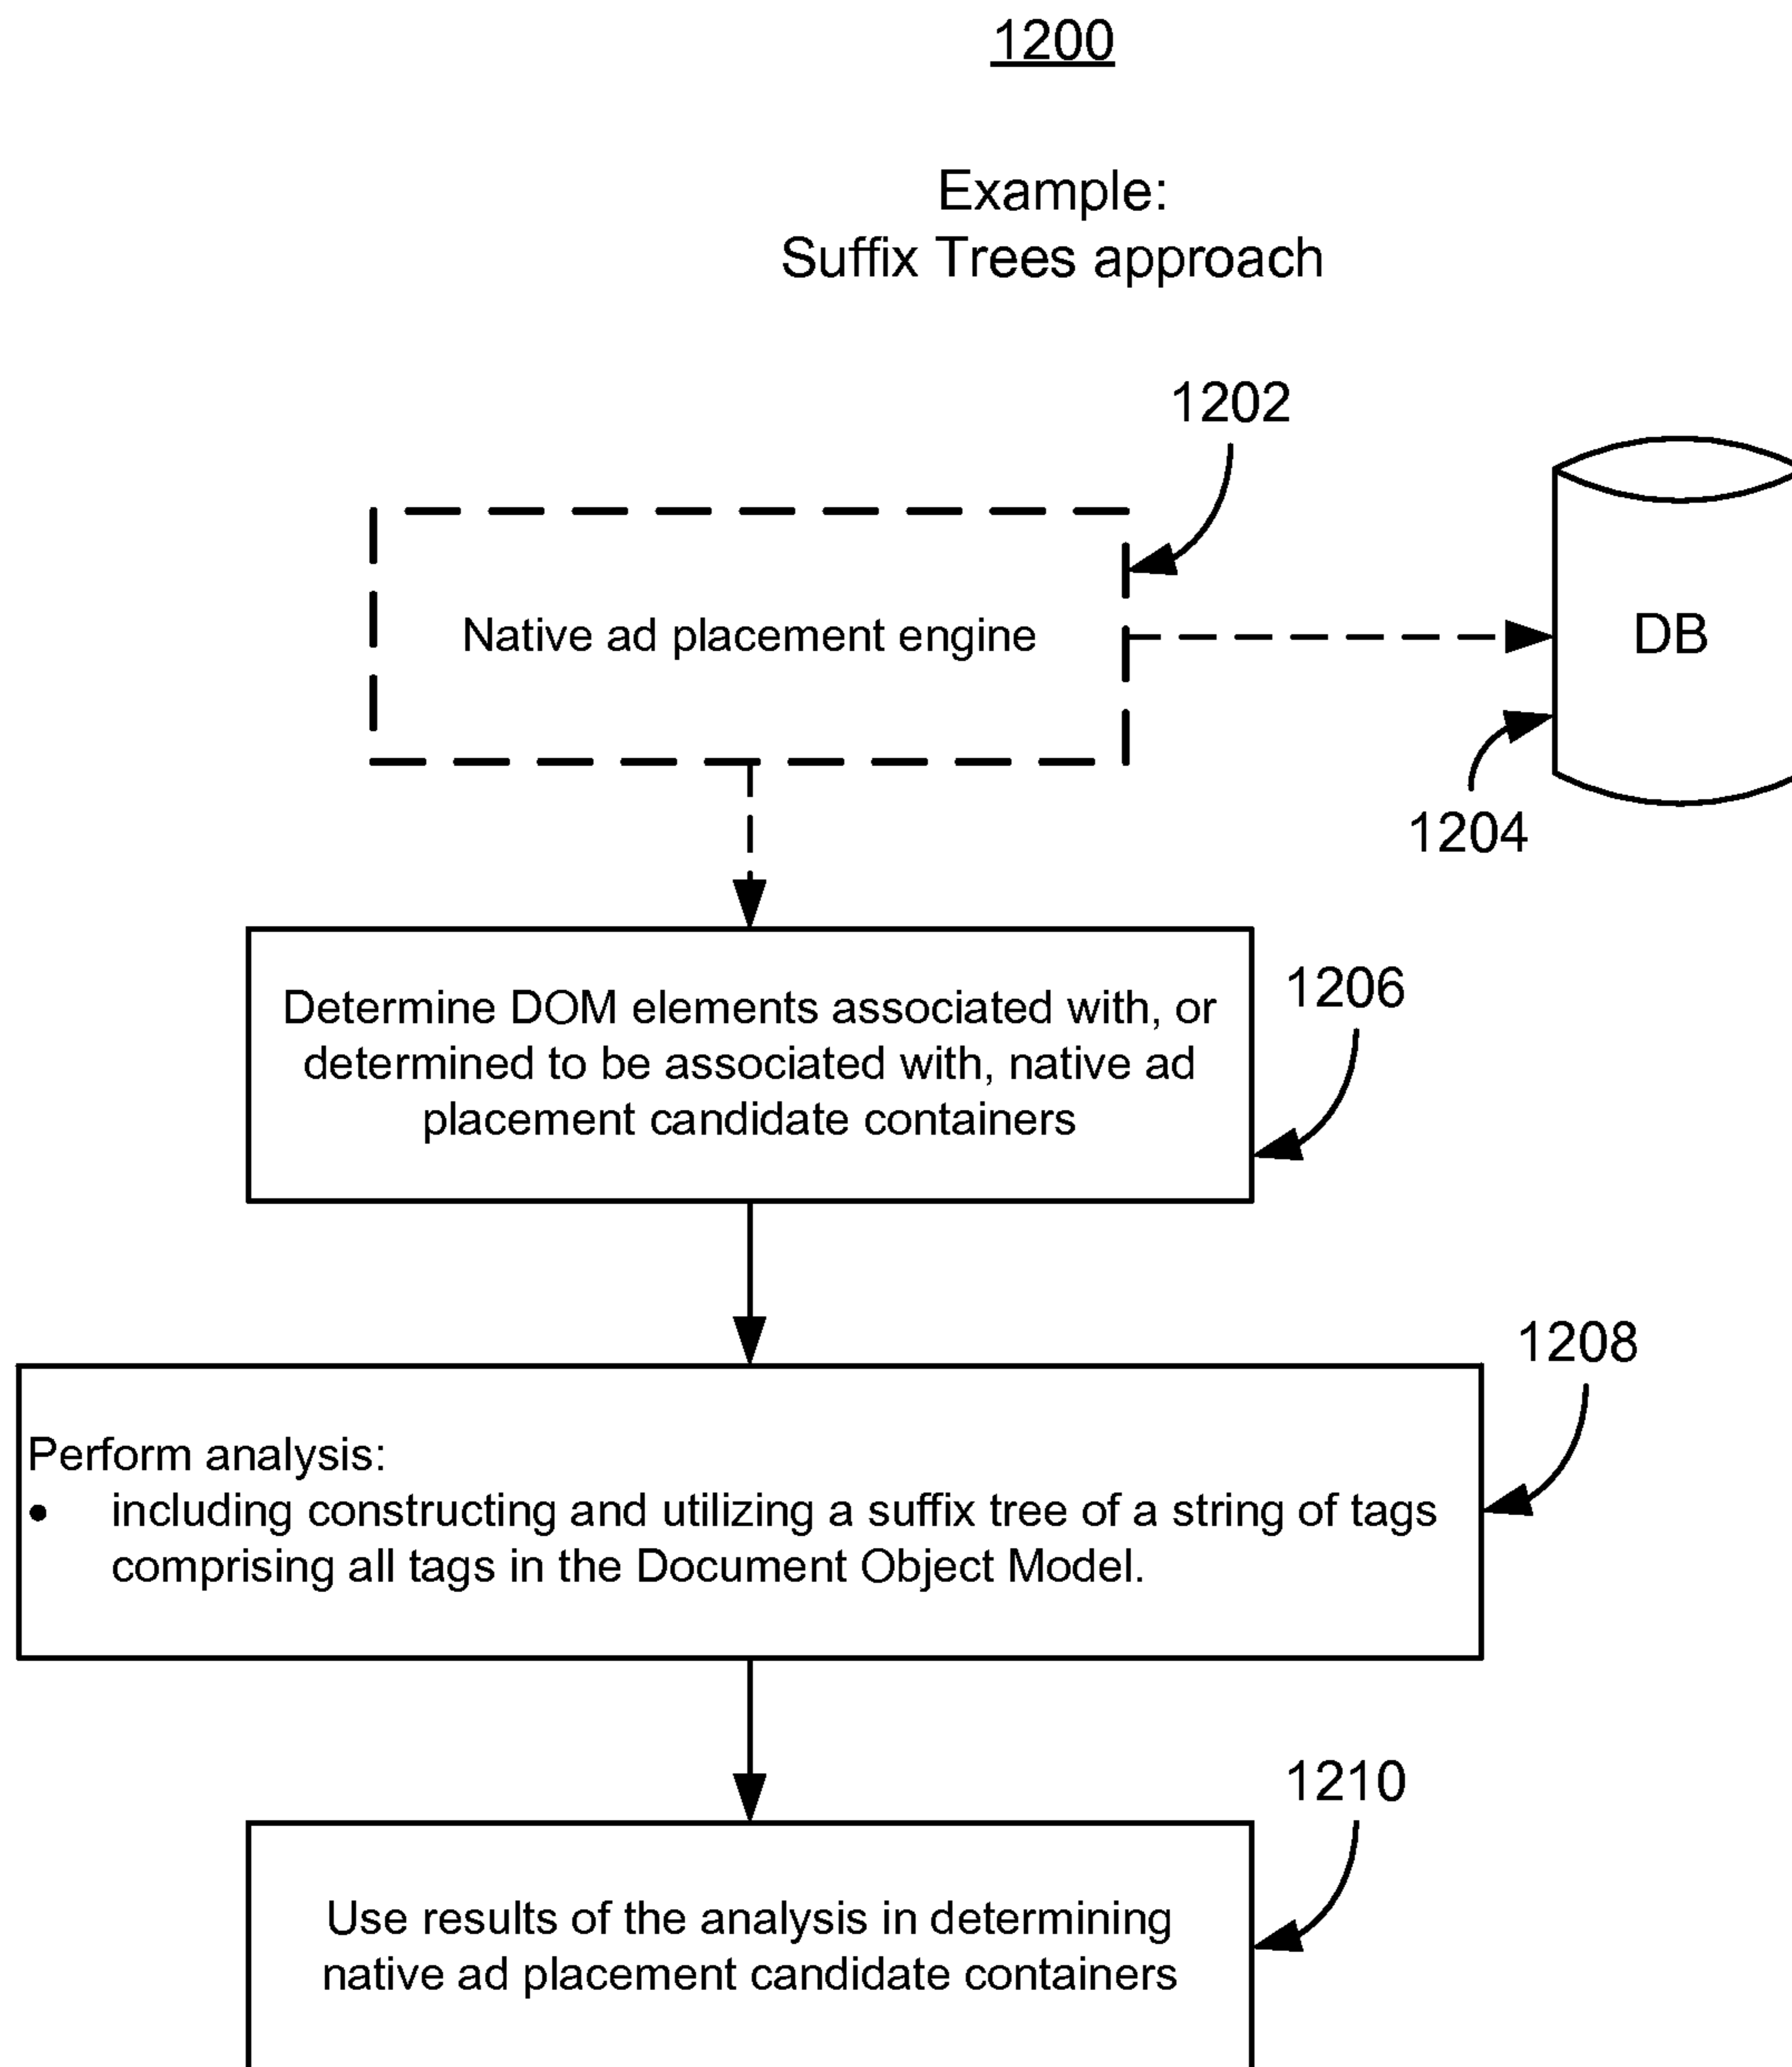 1200
Example:
Suffix Trees approach
1202
Native ad placement engine
DB
1204
Determine DOM elements associated with, or
determined to be associated with, native ad
placement candidate containers
1206
1208
Perform analysis:
• including constructing and utilizing a suffix tree of a string of tags
comprising all tags in the Document Object Model.
1210
Use results of the analysis in determining
native ad placement candidate containers